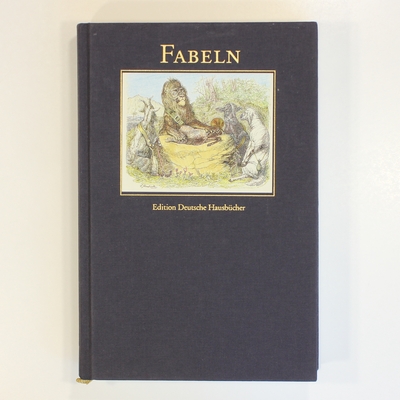 FABELN
Edition Deutsche Hausbücher